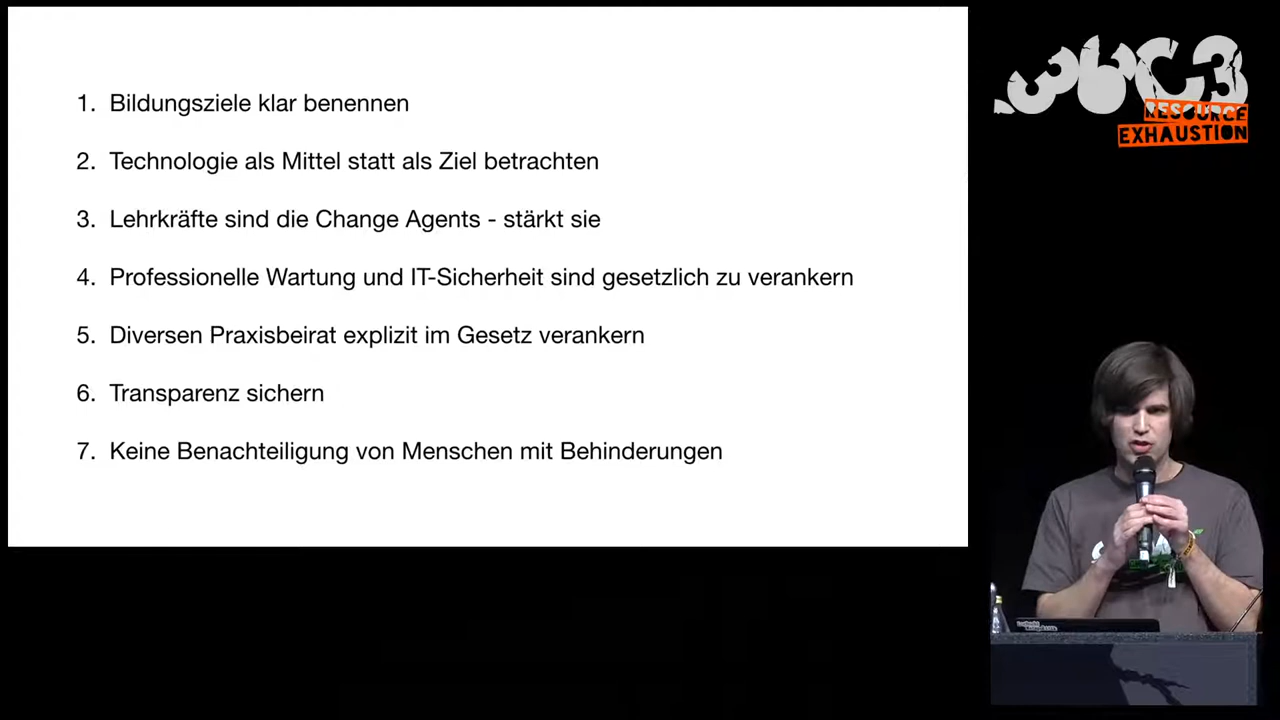 1. Bildungsziele klar benennen
2. Technologie als Mittel statt als Ziel betrachten
3. Lehrkräfte sind die Change Agents - stärkt sie
4. Professionelle Wartung und IT-Sicherheit sind gesetzlich zu verankern
5. Diversen Praxisbeirat explizit im Gesetz verankern
6. Transparenz sichern
7. Keine Benachteiligung von Menschen mit Behinderungen
36C3
RESOURCE
EXHAUSTION